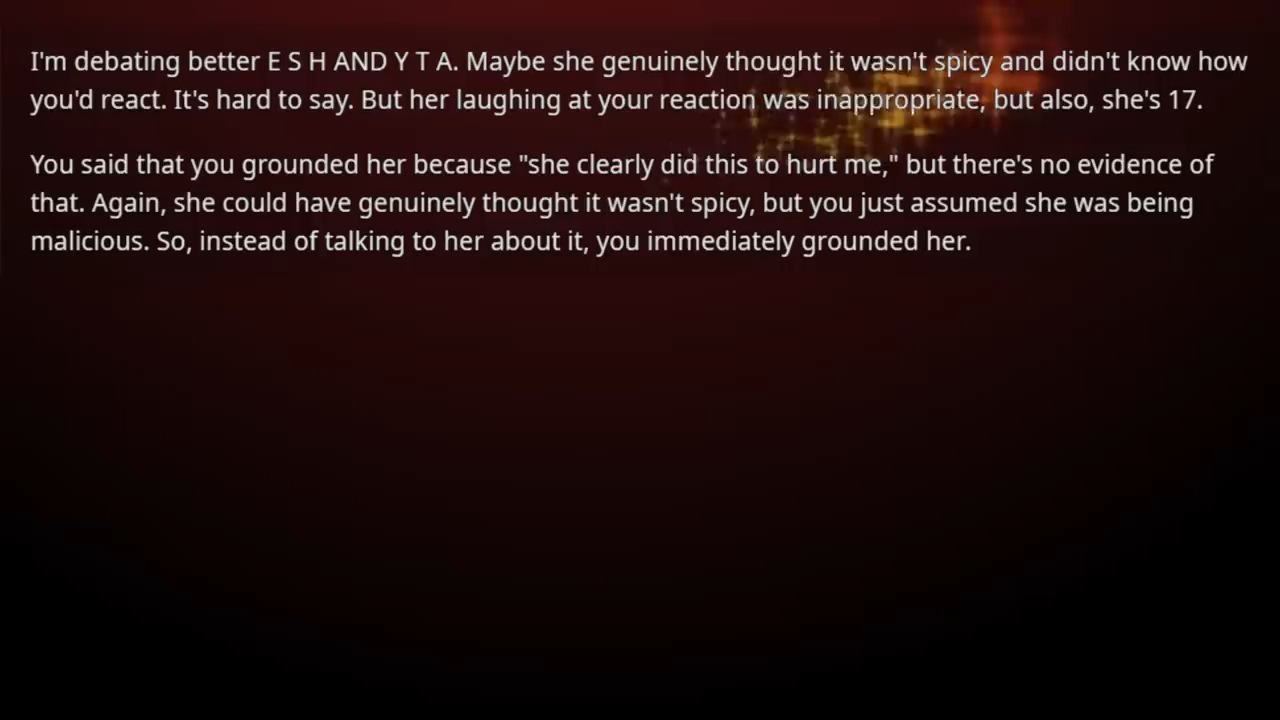 I'm debating better E S H AND Y T A. Maybe she genuinely thought it wasn't spicy and didn't know how
you'd react. It's hard to say. But her laughing at your reaction was inappropriate, but also, she's 17.
You said that you grounded her because "she clearly did this to hurt me," but there's no evidence of
that. Again, she could have genuinely thought it wasn't spicy, but you just assumed she was being
malicious. So, instead of talking to her about it, you immediately grounded her.